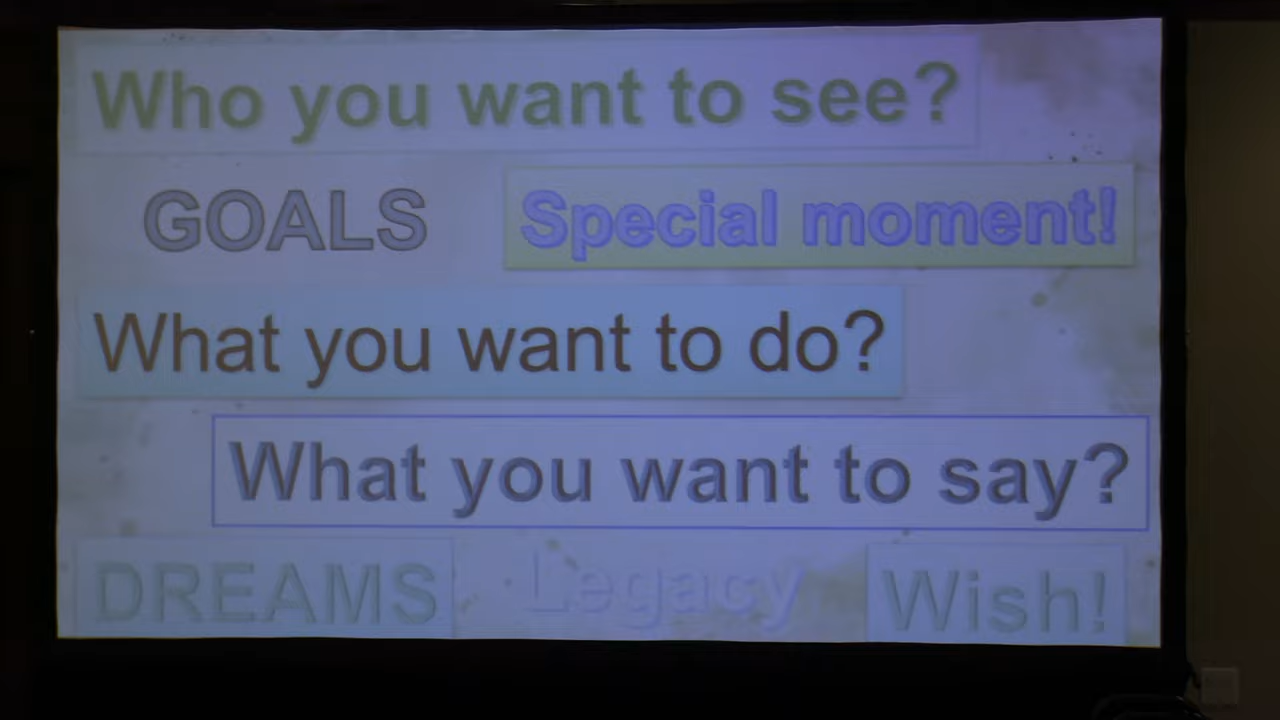 Who you want to see?
GOALS Special moment!
What you want to do?
What you want to say?
DREAMS Legacy Wish!